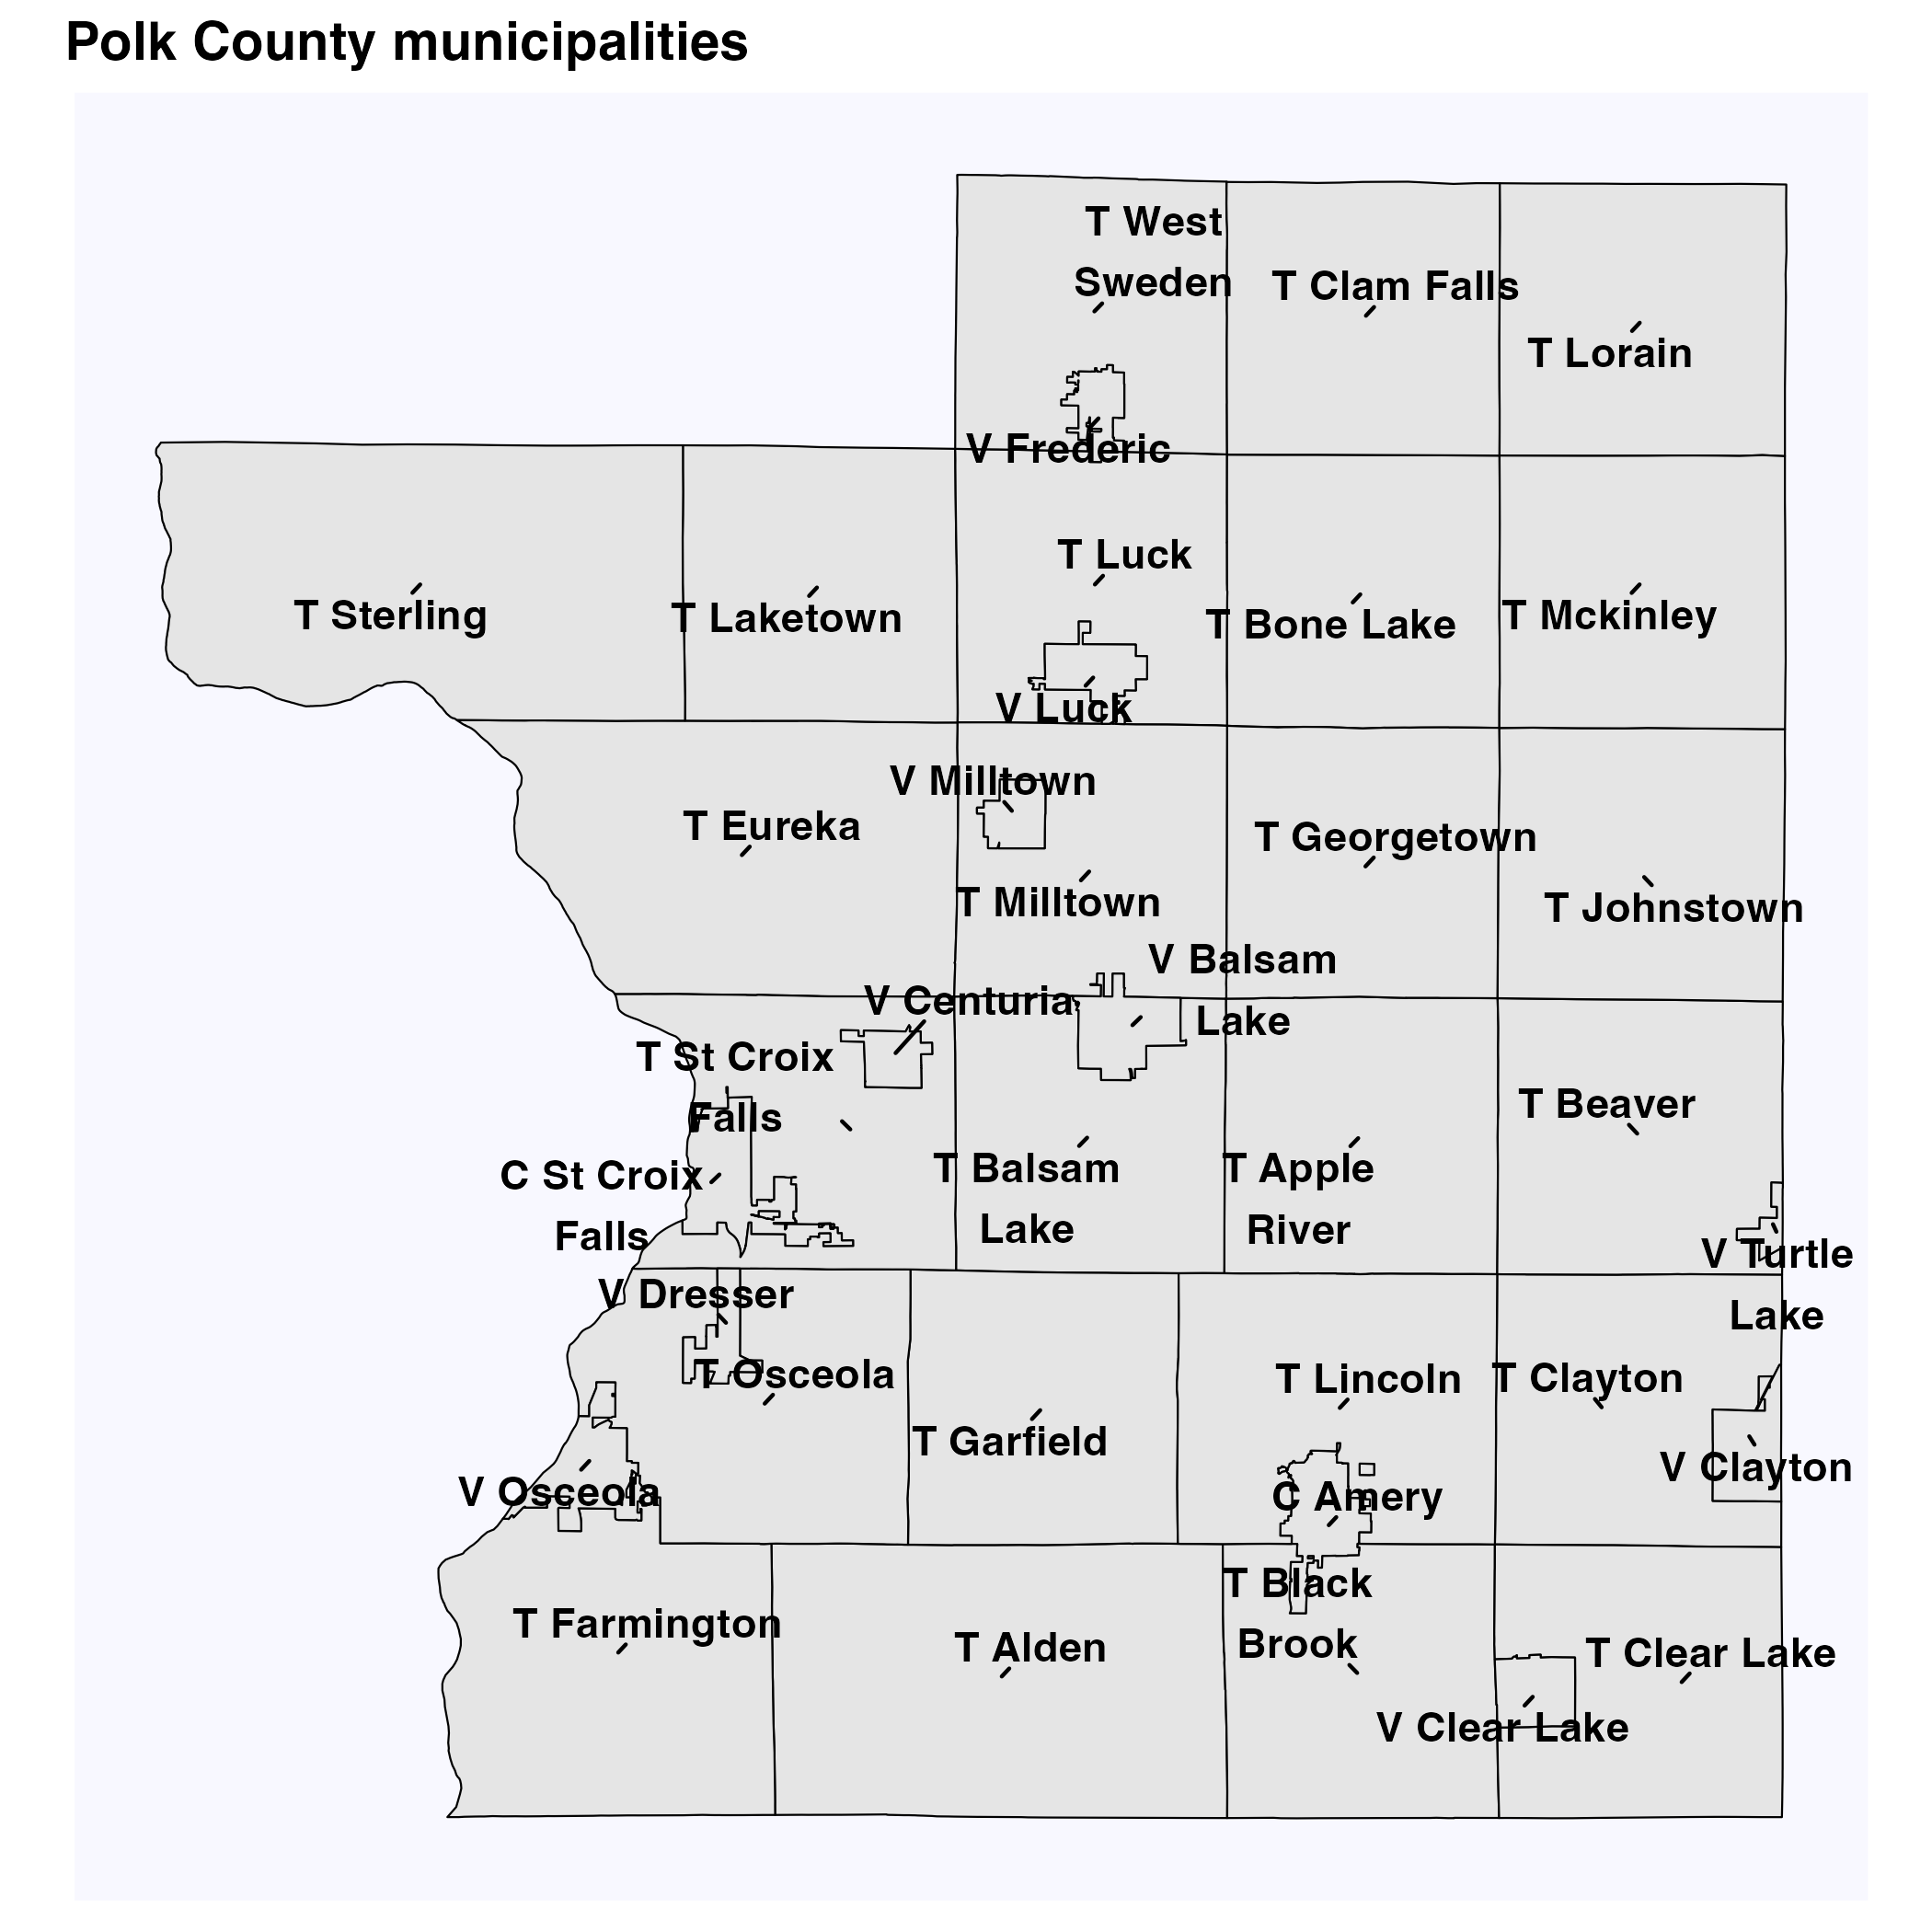 Polk County municipalities
T West
Sweden
T Clam Falls
T Lorain
V Frederic
T Luck
T Sterling
T Laketown
T Bone Lake
T Mckinley
V Luck
V Milltown
T Eureka
T Georgetown
T Milltown
T Johnstown
V Balsam
Lake
V Centuria
T St Croix
Falls
T Beaver
C St Croix
Falls
T Balsam
Lake
T Apple
River
V Turtle
Lake
V Dresser
T Osceola
T Lincoln
T Clayton
T Garfield
V Clayton
V Osceola
C Amery
T Black
Brook
T Farmington
T Alden
T Clear Lake
V Clear Lake